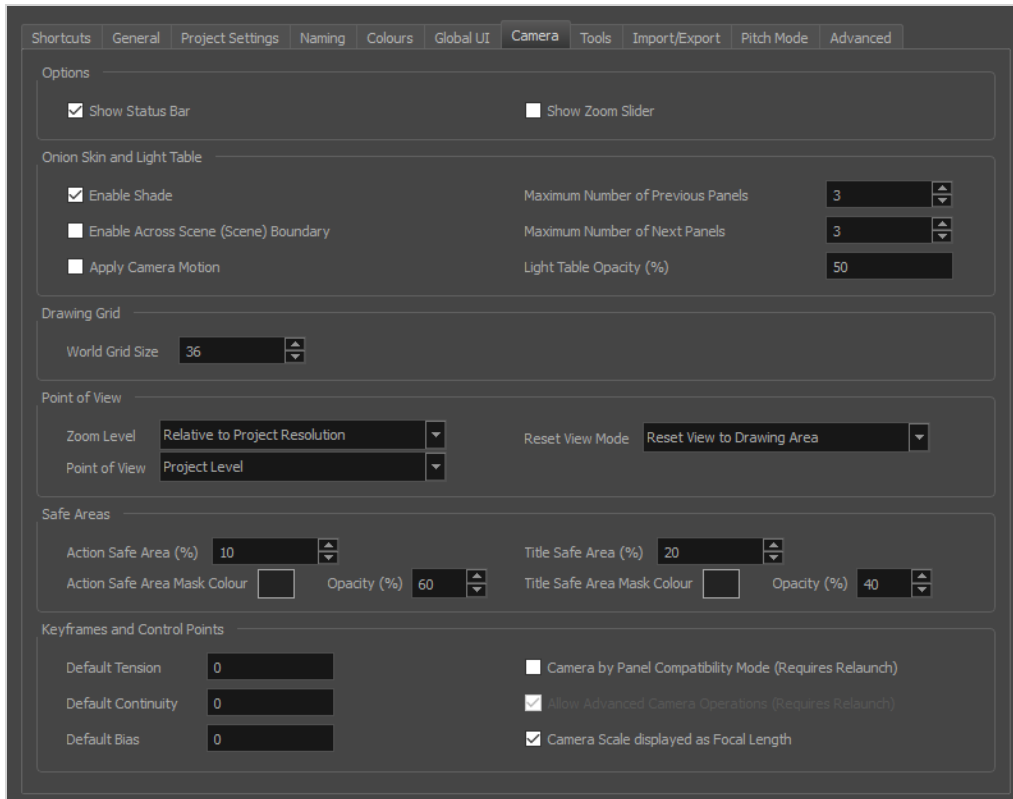 Shortcuts General Project Settings Naming Colours Global UI Camera Tools Import/Export Pitch Mode Advanced
Options
Show Status Bar Show Zoom Slider
Onion Skin and Light Table
Enable Shade Maximum Number of Previous Panels 3
Enable Across Scene (Scene) Boundary Maximum Number of Next Panels 3
Apply Camera Motion Light Table Opacity (%) 50
Drawing Grid
World Grid Size 36
Point of View
Zoom Level Relative to Project Resolution Reset View Mode Reset View to Drawing Area
Point of View Project Level
Safe Areas
Action Safe Area (%) 10 Title Safe Area (%) 20
Action Safe Area Mask Colour Opacity (%) 60 Title Safe Area Mask Colour Opacity (%) 40
Keyframes and Control Points
Default Tension 0 Camera by Panel Compatibility Mode (Requires Relaunch)
Default Continuity 0 Allow Advanced Camera Operations (Requires Relaunch)
Default Bias 0 Camera Scale displayed as Focal Length